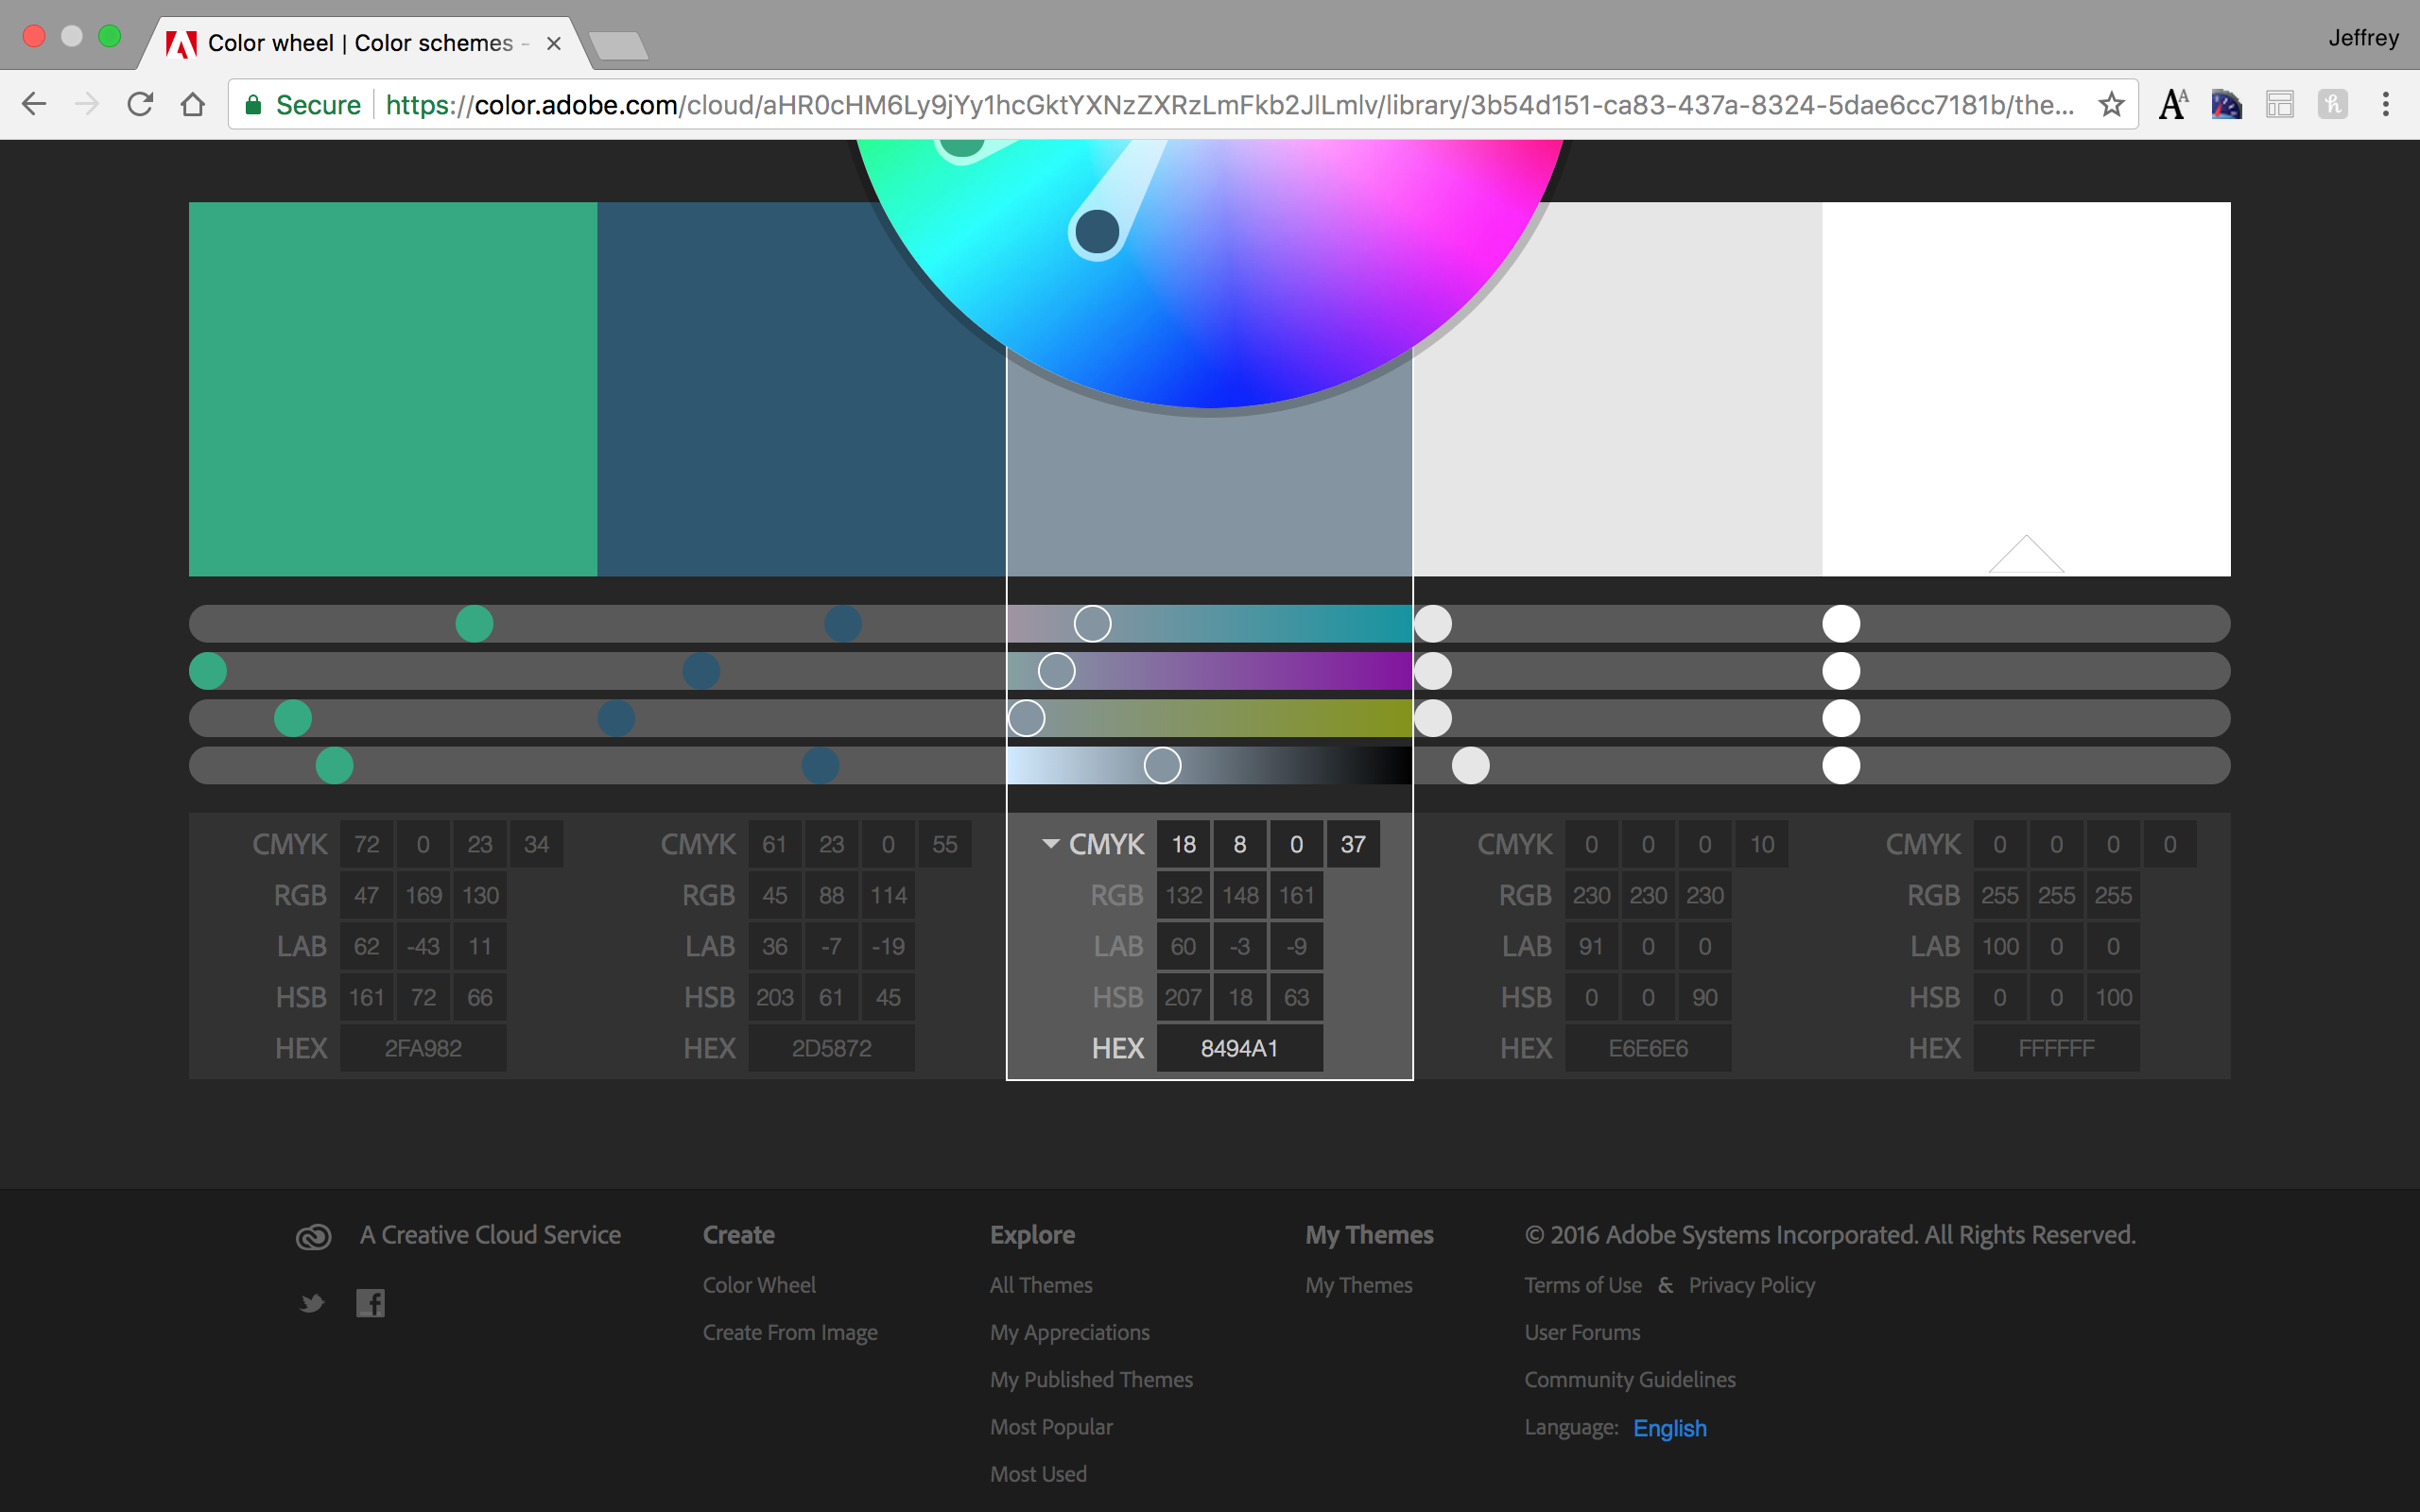 Color wheel | Color schemes -
Jeffrey
Secure https://color.adobe.com/cloud/aHR0cHM6Ly9jYy1hcGktYXNzZXRzLmFkb2JlLmlv/library/3b54d151-ca83-437a-8324-5dae6cc7181b/the...
CMYK 72 0 23 34 CMYK 61 23 0 55 CMYK 18 8 0 37 CMYK 0 0 0 10 CMYK 0 0 0 0
RGB 47 169 130 RGB 45 88 114 RGB 132 148 161 RGB 230 230 230 RGB 255 255 255
LAB 62 -43 11 LAB 36 -7 -19 LAB 60 -3 -9 LAB 91 0 0 LAB 100 0 0
HSB 161 72 66 HSB 203 61 45 HSB 207 18 63 HSB 0 0 90 HSB 0 0 100
HEX 2FA982 HEX 2D5872 HEX 8494A1 HEX E6E6E6 HEX FFFFFF
A Creative Cloud Service
Create
Color Wheel
Create From Image
Explore
All Themes
My Appreciations
My Published Themes
Most Popular
Most Used
My Themes
My Themes
© 2016 Adobe Systems Incorporated. All Rights Reserved.
Terms of Use & Privacy Policy
User Forums
Community Guidelines
Language: English